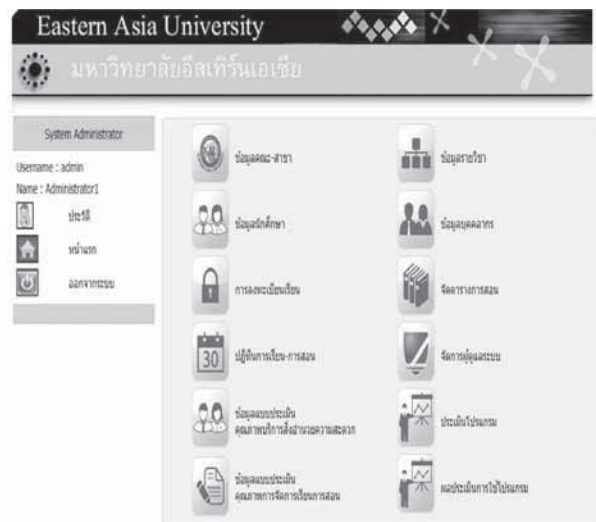 Eastern Asia University
มหาวิทยาลัยอีสเทิร์นเอเชีย
System Administrator
Username : admin
Name : Administrator1
ประวัติ
หน้าแรก
ออกจากระบบ
ข้อมูลคณะ-สาขา
ข้อมูลรายวิชา
ข้อมูลนักศึกษา
ข้อมูลบุคคลากร
การลงทะเบียนเรียน
จัดตารางการสอน
30
ปฏิทินการเรียน-การสอน
จัดการผู้ดูแลระบบ
ข้อมูลแบบประเมิน
คุณภาพบริการสิ่งอำนวยความสะดวก
ประเมินโปรแกรม
ข้อมูลแบบประเมิน
คุณภาพการจัดการเรียนการสอน
ผลประเมินการใช้โปรแกรม